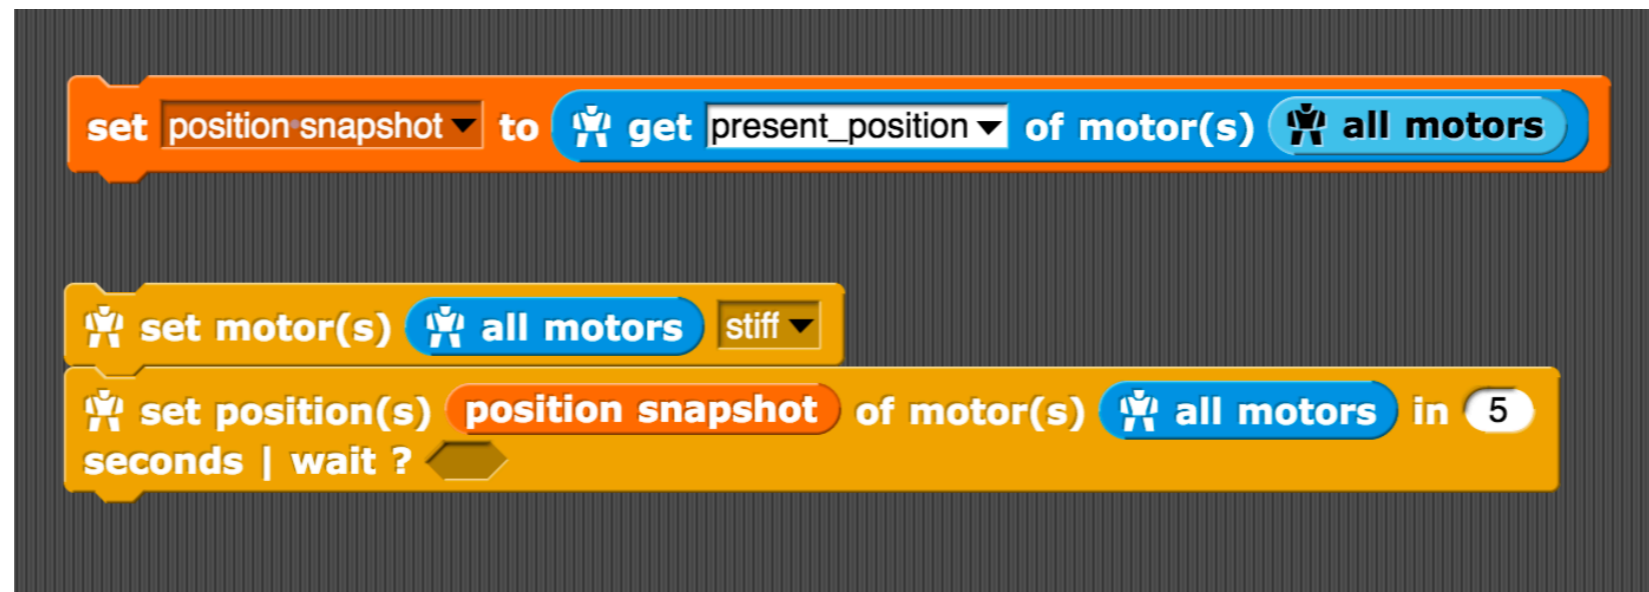 set position snapshot to get present_position of motor(s) all motors
set motor(s) all motors stiff
set position(s) position snapshot of motor(s) all motors in 5
seconds | wait ?